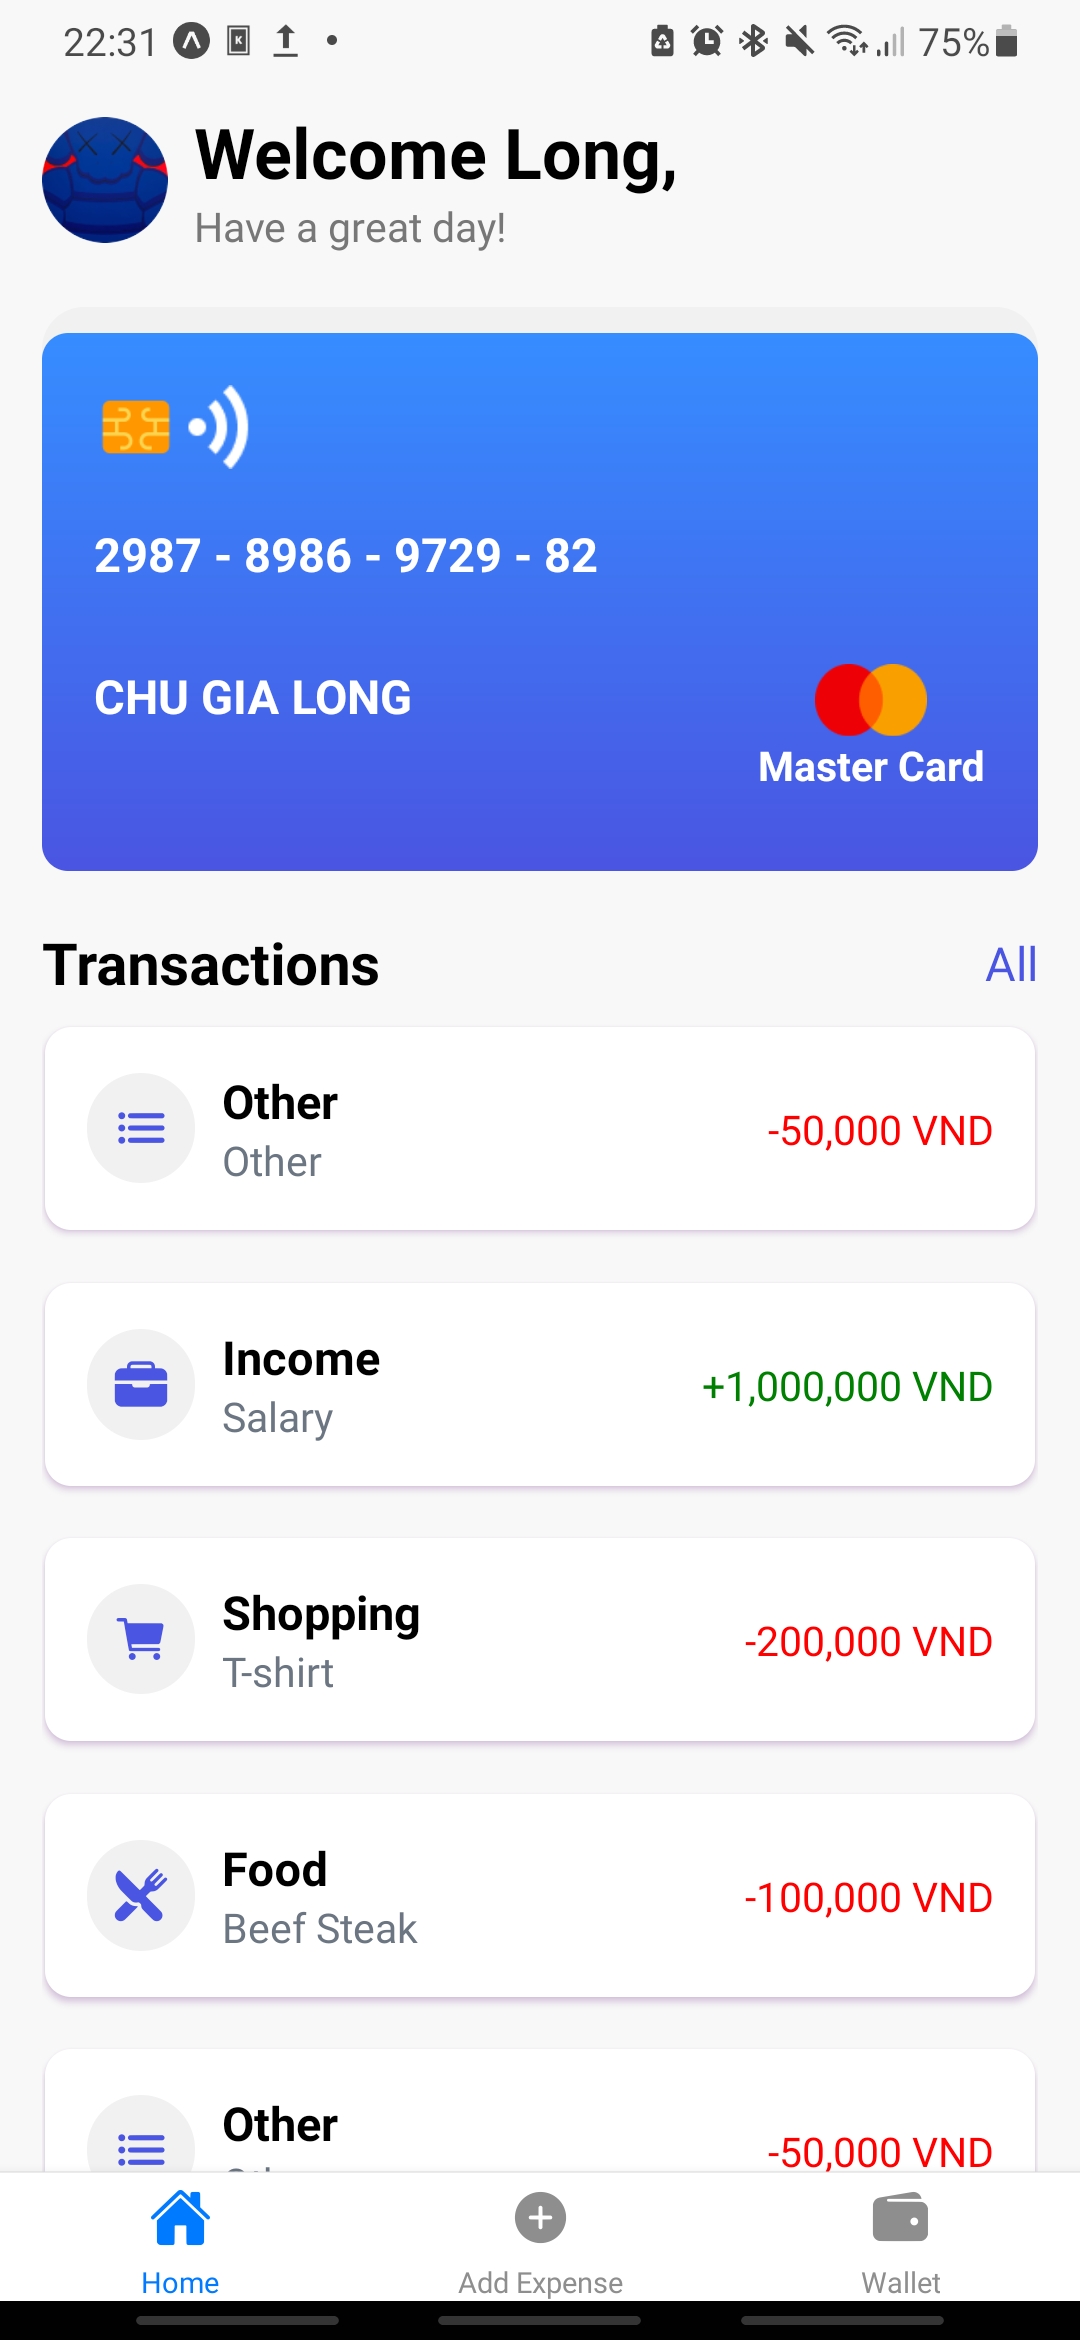 22:31
75%
Welcome Long,
Have a great day!
2987 - 8986 - 9729 - 82
CHU GIA LONG
Master Card
Transactions
All
Other
Other
-50,000 VND
Income
Salary
+1,000,000 VND
Shopping
T-shirt
-200,000 VND
Food
Beef Steak
-100,000 VND
Other
-50,000 VND
Home
Add Expense
Wallet